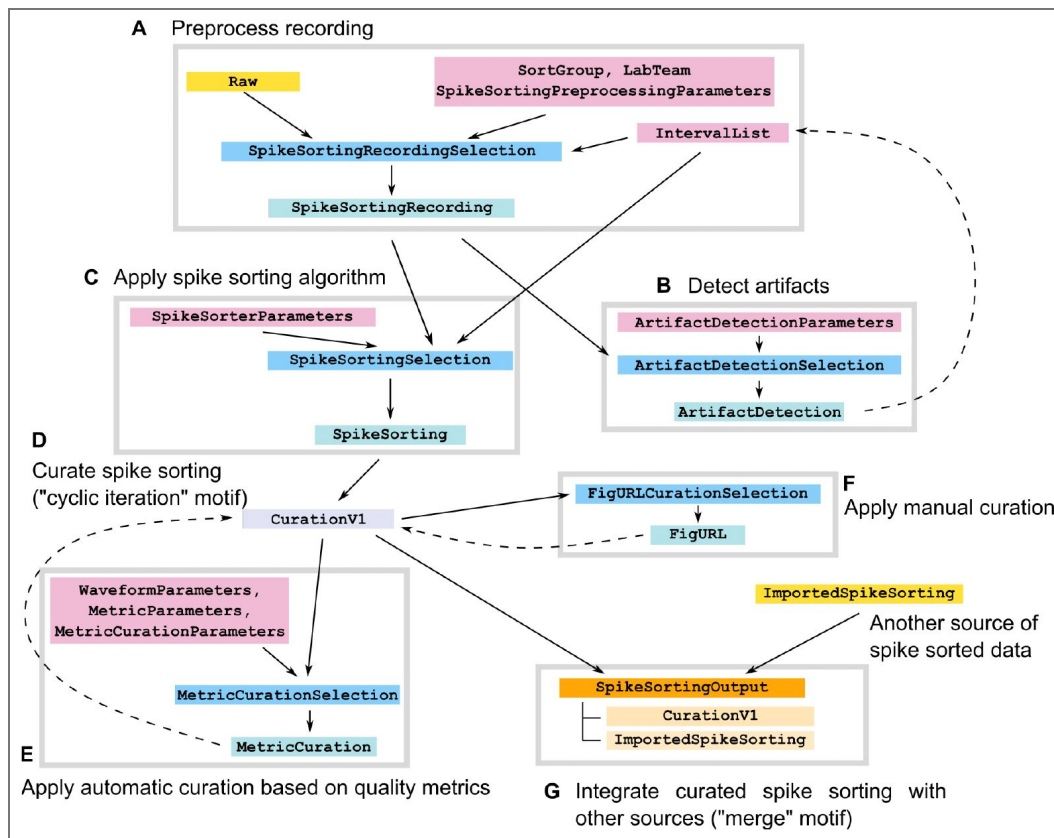 A Preprocess recording
Raw
SortGroup, LabTeam
SpikeSortingPreprocessingParameters
IntervalList
SpikeSortingRecordingSelection
SpikeSortingRecording
C Apply spike sorting algorithm
SpikeSorterParameters
SpikeSortingSelection
SpikeSorting
B Detect artifacts
ArtifactDetectionParameters
ArtifactDetectionSelection
ArtifactDetection
D
Curate spike sorting
("cyclic iteration" motif)
CurationV1
FigURLCurationSelection
FigURL
F
Apply manual curation
WaveformParameters,
MetricParameters,
MetricCurationParameters
MetricCurationSelection
MetricCuration
E
Apply automatic curation based on quality metrics
ImportedSpikeSorting
Another source of
spike sorted data
SpikeSortingOutput
CurationV1
ImportedSpikeSorting
G Integrate curated spike sorting with
other sources ("merge" motif)